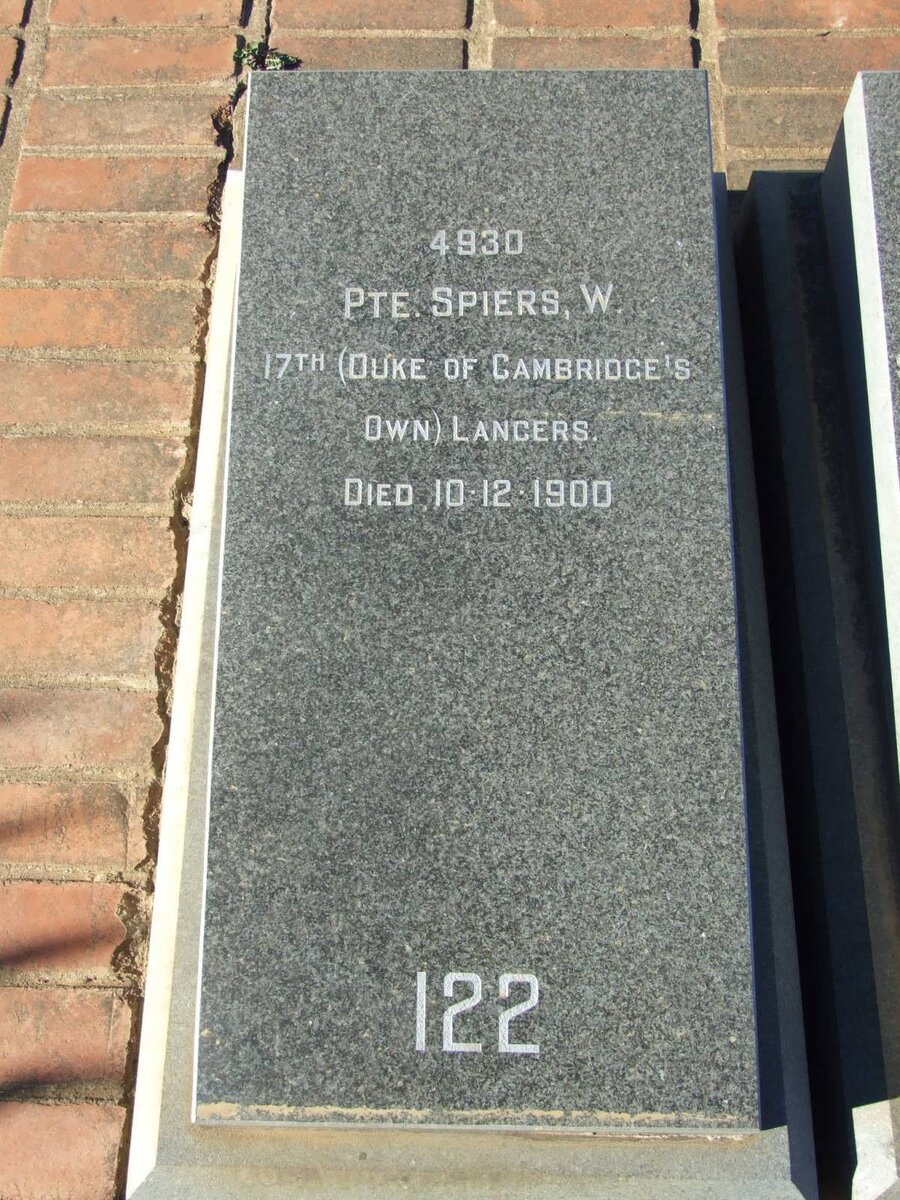 4930
PTE. SPIERS, W.
17TH (DUKE OF CAMBRIDGE'S
OWN) LANCERS.
DIED 10·12·1900
122